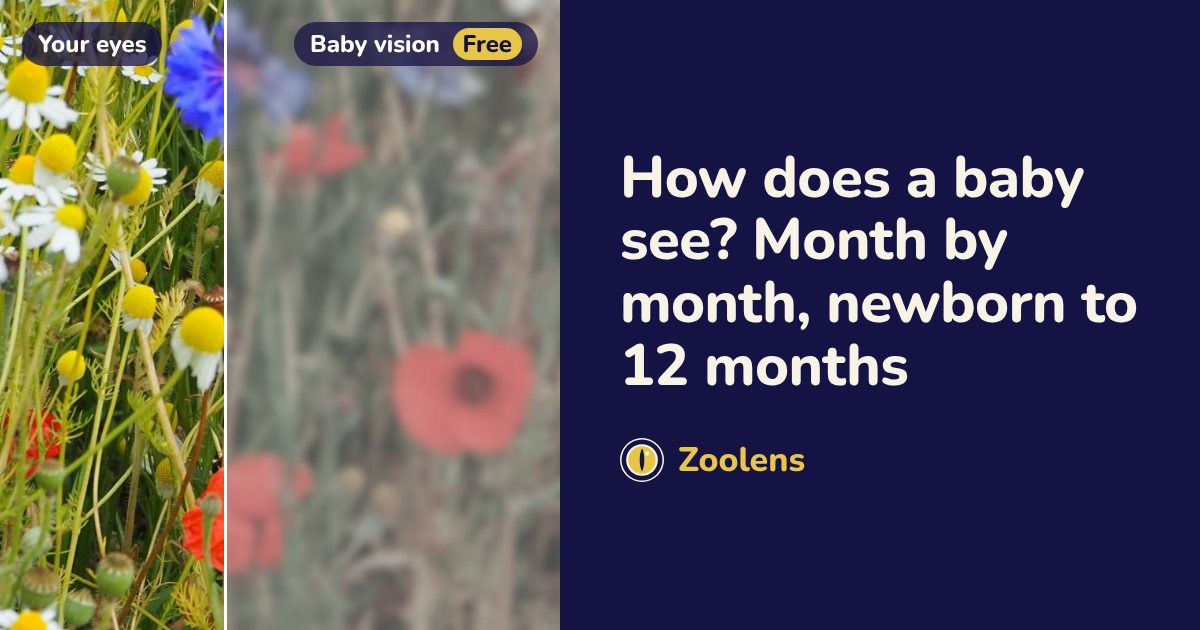 Your eyes
Baby vision Free
How does a baby
see? Month by
month, newborn to
12 months
Zoolens